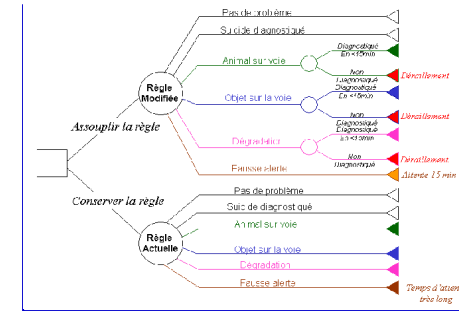 Pas de problème
Suicide diagnostiqué
Diagnostiqué
En <15min
Animal sur voie
Non
Diagnostiqué
Déraillement
Règle
Modifiée
Diagnostiqué
En <15min
Objet sur la voie
Non
Diagnostiqué
Déraillement
Assouplir la règle
Diagnostiqué
En <15min
Dégradation
Non
Diagnostiqué
Déraillement
Fausse alerte
Attente 15 min
Conserver la règle
Pas de problème
Suic de diagnostiqué
Animal sur voie
Règle
Actuelle
Objet sur la voie
Dégradation
Fausse alerte
Temps d'atten
très long